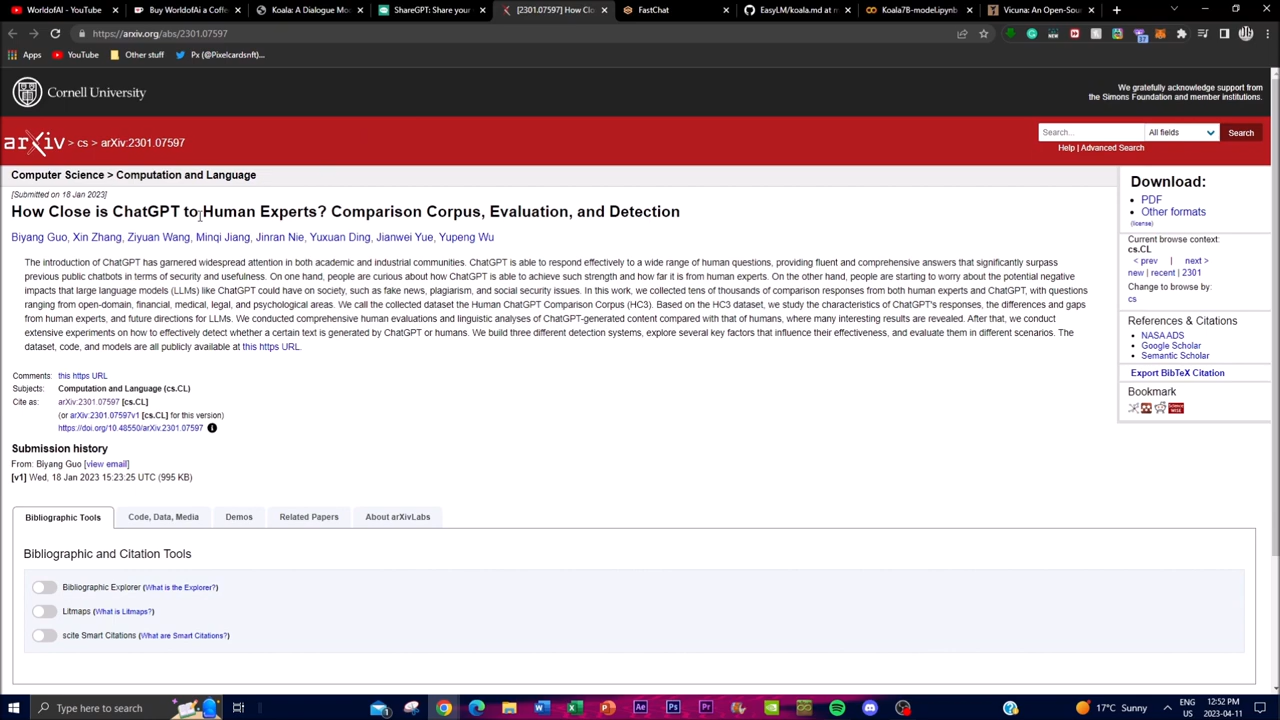 WorldofAI - YouTube
Buy WorldofAi a Coffe
Koala: A Dialogue Mode
ShareGPT: Share your
[2301.07597] How Clos
FastChat
EasyLM/koala.md at m
Koala7B-model.ipynb
Vicuna: An Open-Sour
https://arxiv.org/abs/2301.07597
Apps
YouTube
Other stuff
Px (@Pixelcardsnft)...
Cornell University
We gratefully acknowledge support from
the Simons Foundation and member institutions.
arXiv > cs > arXiv:2301.07597
Search...
All fields
Search
Help | Advanced Search
Computer Science > Computation and Language
[Submitted on 18 Jan 2023]
How Close is ChatGPT to Human Experts? Comparison Corpus, Evaluation, and Detection
Biyang Guo, Xin Zhang, Ziyuan Wang, Minqi Jiang, Jinran Nie, Yuxuan Ding, Jianwei Yue, Yupeng Wu
The introduction of ChatGPT has garnered widespread attention in both academic and industrial communities. ChatGPT is able to respond effectively to a wide range of human questions, providing fluent and comprehensive answers that significantly surpass
previous public chatbots in terms of security and usefulness. On one hand, people are curious about how ChatGPT is able to achieve such strength and how far it is from human experts. On the other hand, people are starting to worry about the potential negative
impacts that large language models (LLMs) like ChatGPT could have on society, such as fake news, plagiarism, and social security issues. In this work, we collected tens of thousands of comparison responses from both human experts and ChatGPT, with questions
ranging from open-domain, financial, medical, legal, and psychological areas. We call the collected dataset the Human ChatGPT Comparison Corpus (HC3). Based on the HC3 dataset, we study the characteristics of ChatGPT's responses, the differences and gaps
from human experts, and future directions for LLMs. We conducted comprehensive human evaluations and linguistic analyses of ChatGPT-generated content compared with that of humans, where many interesting results are revealed. After that, we conduct
extensive experiments on how to effectively detect whether a certain text is generated by ChatGPT or humans. We build three different detection systems, explore several key factors that influence their effectiveness, and evaluate them in different scenarios. The
dataset, code, and models are all publicly available at this https URL.
Comments: this https URL
Subjects: Computation and Language (cs.CL)
Cite as: arXiv:2301.07597 [cs.CL]
(or arXiv:2301.07597v1 [cs.CL] for this version)
https://doi.org/10.48550/arXiv.2301.07597
Submission history
From: Biyang Guo [view email]
[v1] Wed, 18 Jan 2023 15:23:25 UTC (995 KB)
Download:
PDF
Other formats
(license)
Current browse context:
cs.CL
< prev | next >
new | recent | 2301
Change to browse by:
cs
References & Citations
NASA ADS
Google Scholar
Semantic Scholar
Export BibTeX Citation
Bookmark
Bibliographic Tools
Code, Data, Media
Demos
Related Papers
About arXivLabs
Bibliographic and Citation Tools
Bibliographic Explorer (What is the Explorer?)
Litmaps (What is Litmaps?)
scite Smart Citations (What are Smart Citations?)
Type here to search
17°C Sunny
ENG
US
12:52 PM
2023-04-11